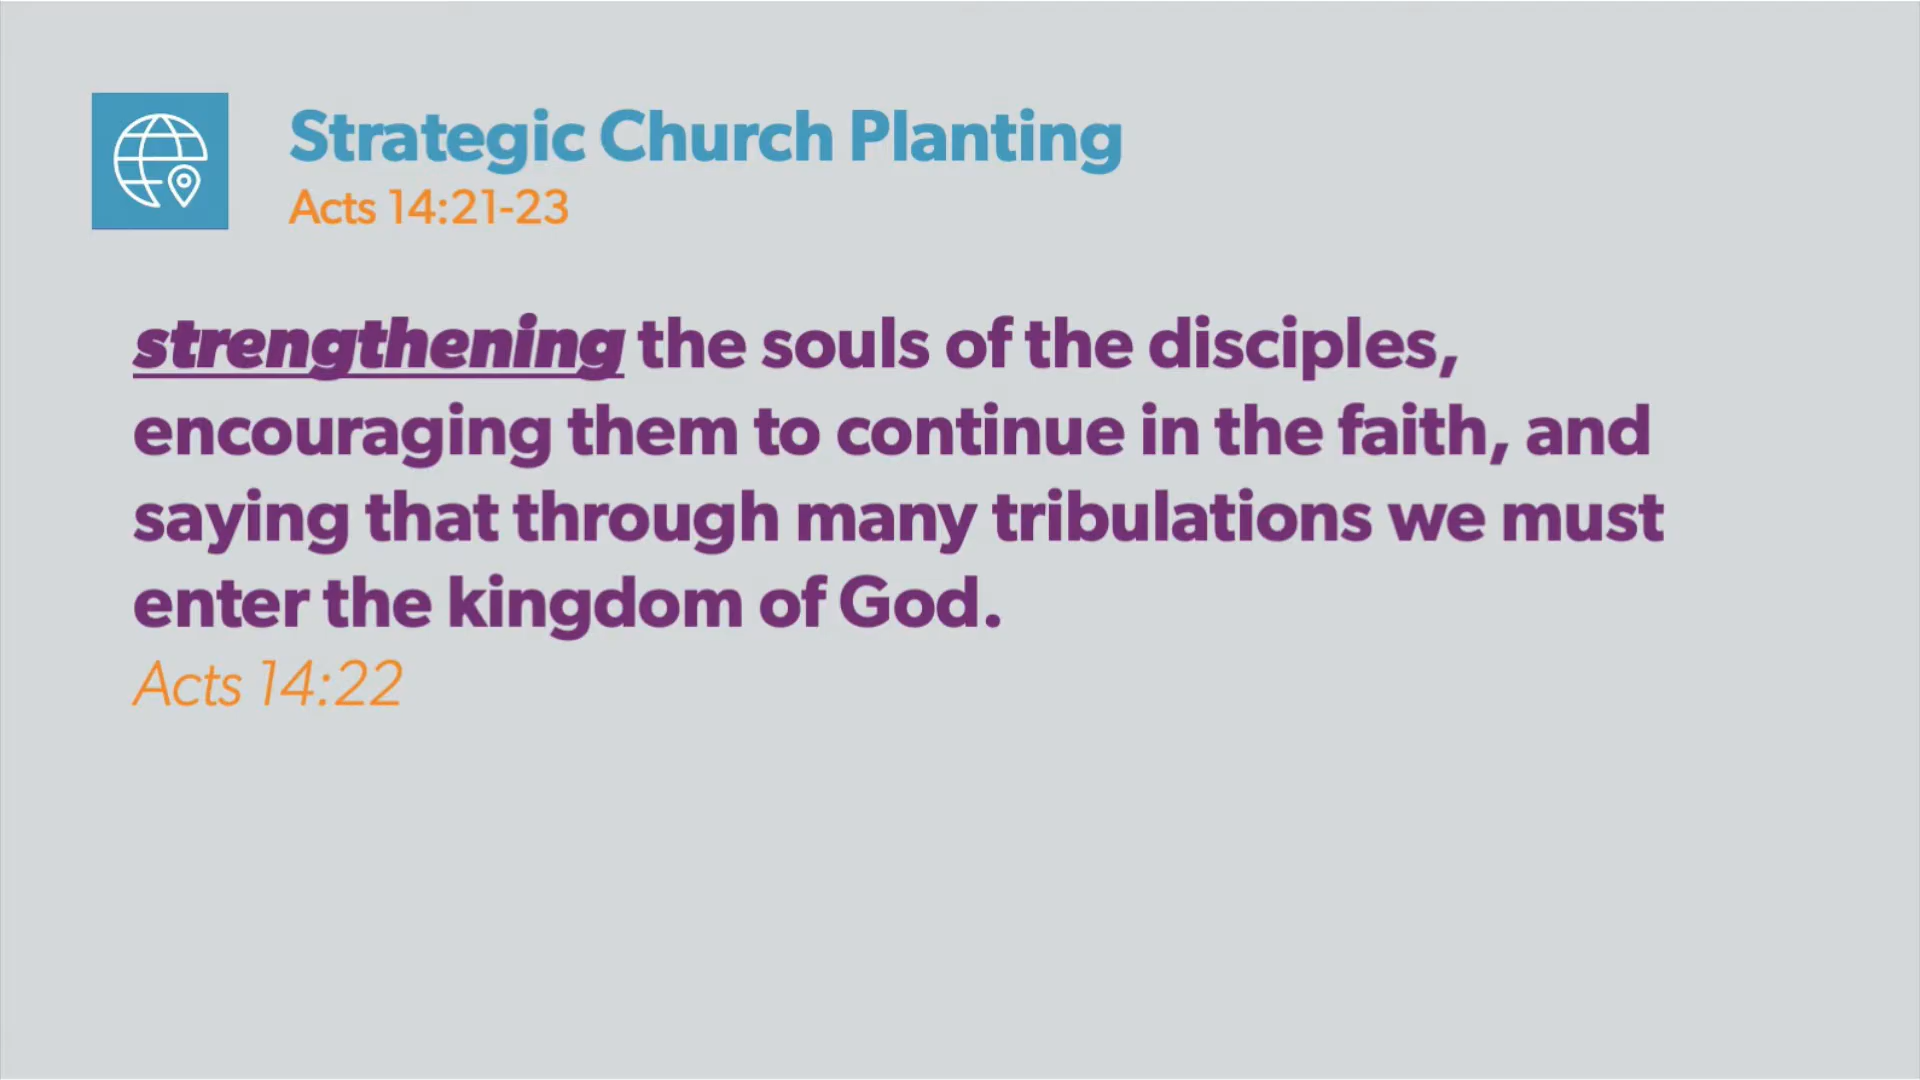 Strategic Church Planting
Acts 14:21-23
strengthening the souls of the disciples,
encouraging them to continue in the faith, and
saying that through many tribulations we must
enter the kingdom of God.
Acts 14:22